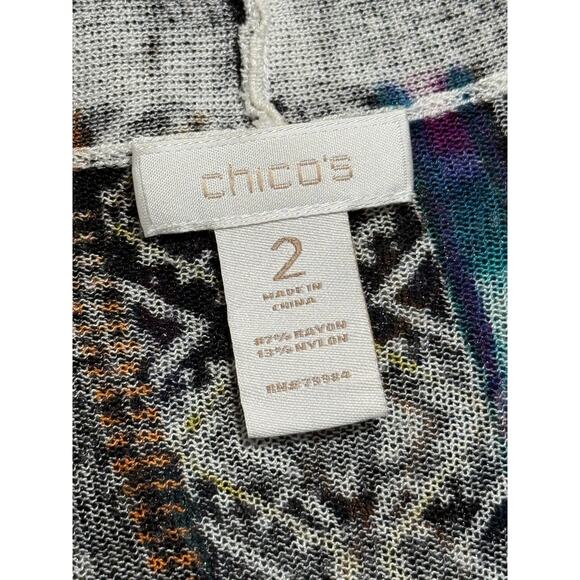 chico's
2
MADE IN
CHINA
87% RAYON
13% NYLON
RN#79984